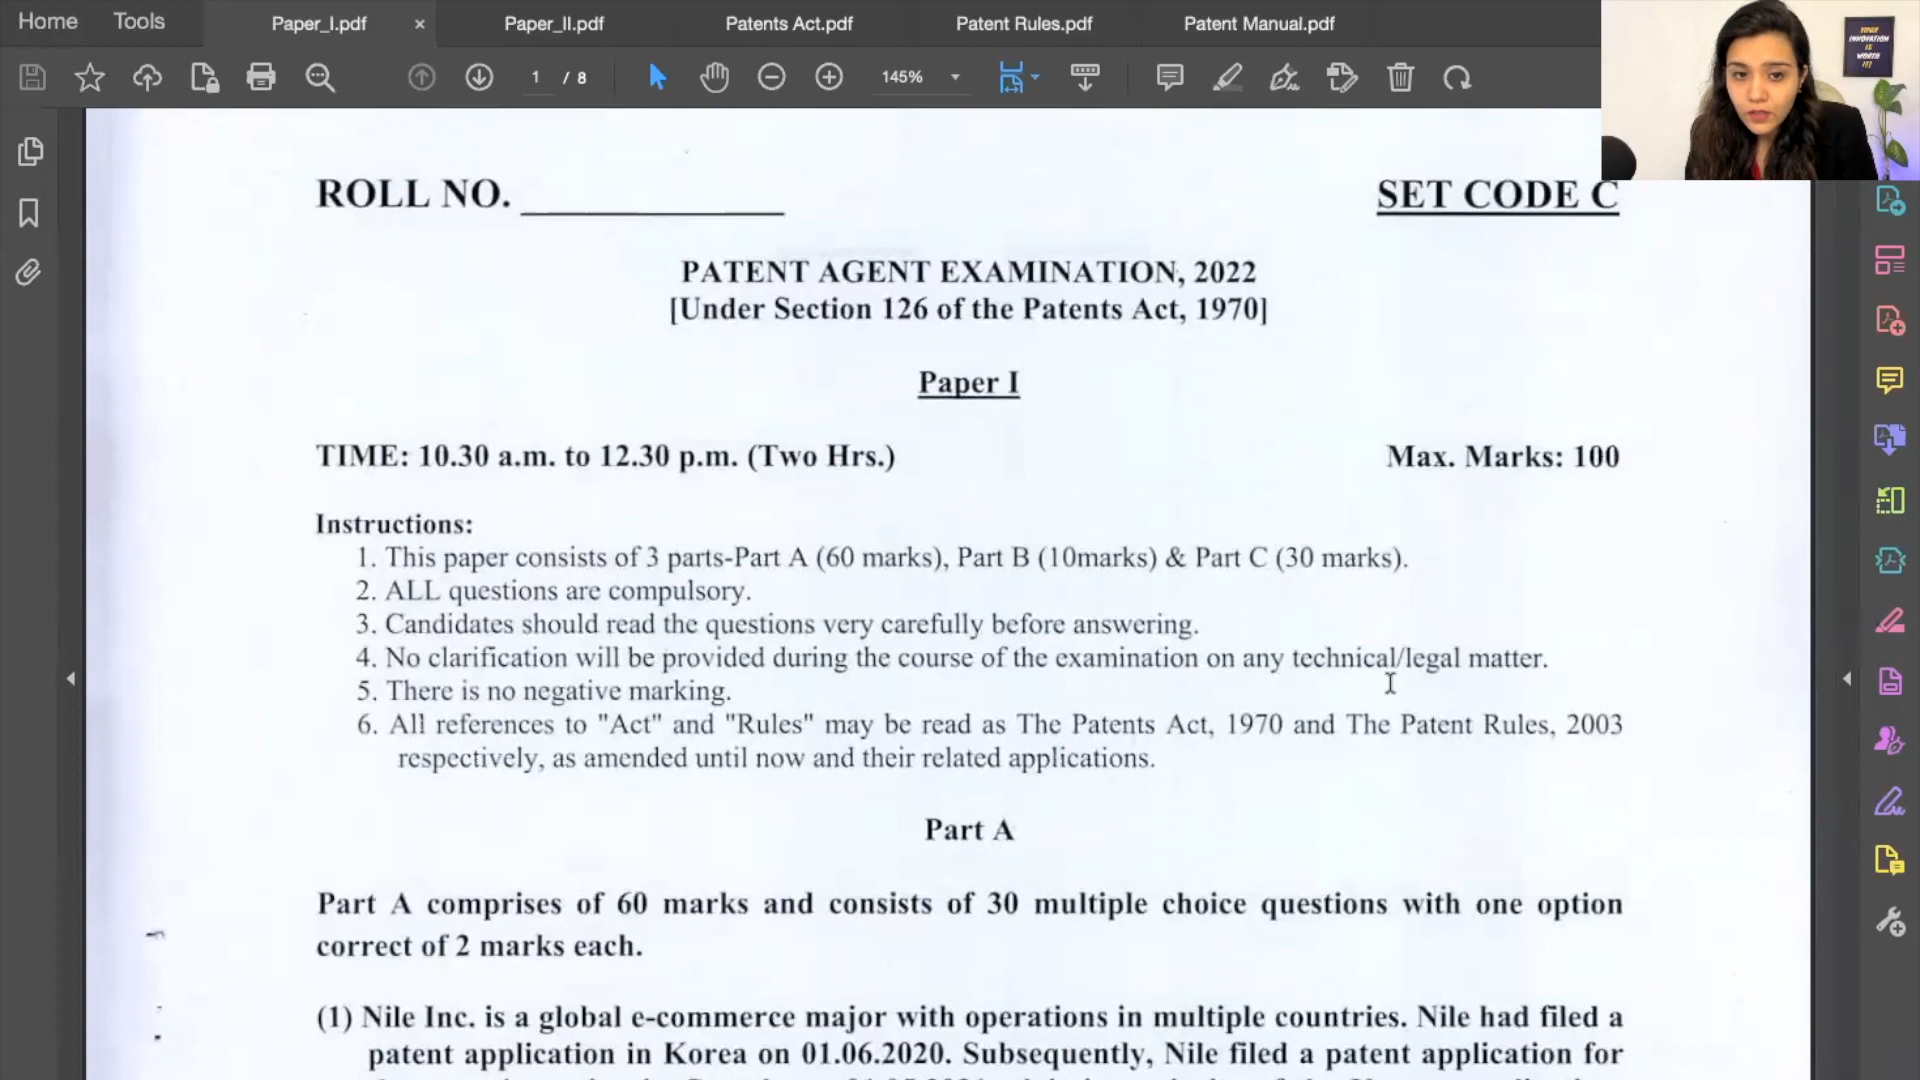 Home Tools Paper_I.pdf × Paper_II.pdf Patents Act.pdf Patent Rules.pdf Patent Manual.pdf
1 / 8 145%
YOUR
INNOVATION
IS
WORTH
IT!
ROLL NO. ____________ SET CODE C
PATENT AGENT EXAMINATION, 2022
[Under Section 126 of the Patents Act, 1970]
Paper I
TIME: 10.30 a.m. to 12.30 p.m. (Two Hrs.) Max. Marks: 100
Instructions:
1. This paper consists of 3 parts-Part A (60 marks), Part B (10marks) & Part C (30 marks).
2. ALL questions are compulsory.
3. Candidates should read the questions very carefully before answering.
4. No clarification will be provided during the course of the examination on any technical/legal matter.
5. There is no negative marking.
6. All references to "Act" and "Rules" may be read as The Patents Act, 1970 and The Patent Rules, 2003
respectively, as amended until now and their related applications.
Part A
Part A comprises of 60 marks and consists of 30 multiple choice questions with one option
correct of 2 marks each.
(1) Nile Inc. is a global e-commerce major with operations in multiple countries. Nile had filed a
patent application in Korea on 01.06.2020. Subsequently, Nile filed a patent application for